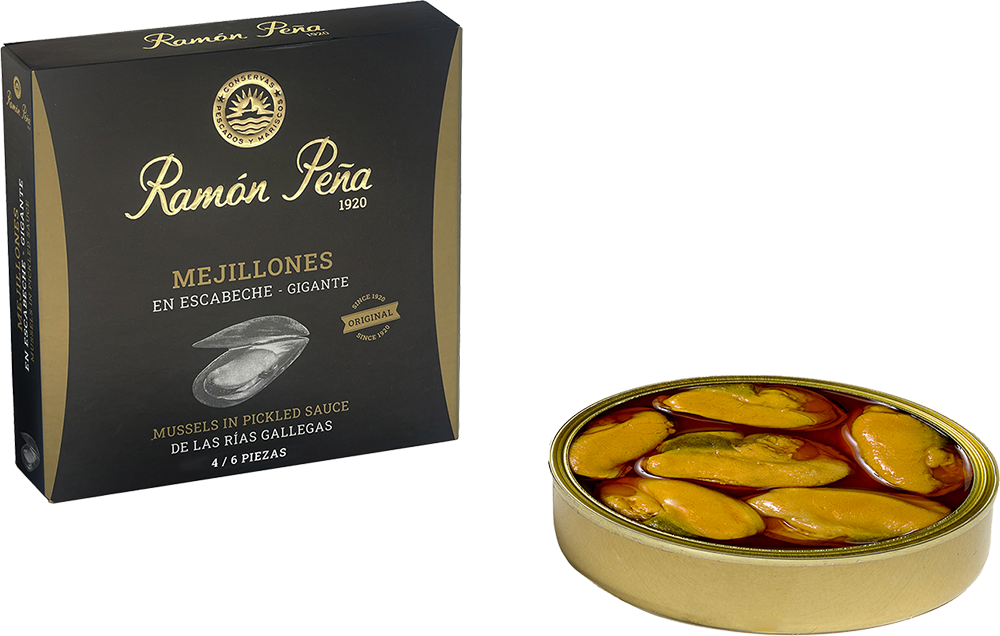 Ramón Peña
1920
CONSERVAS
PESCADOS Y MARISCOS
Ramón Peña
1920
MEJILLONES
EN ESCABECHE - GIGANTE
SINCE 1920
ORIGINAL
SINCE 1920
MUSSELS IN PICKLED SAUCE
DE LAS RÍAS GALLEGAS
4 / 6 PIEZAS
Ramón Peña
1920
MEJILLONES
EN ESCABECHE - GIGANTE
MUSSELS IN PICKLED SAUCE